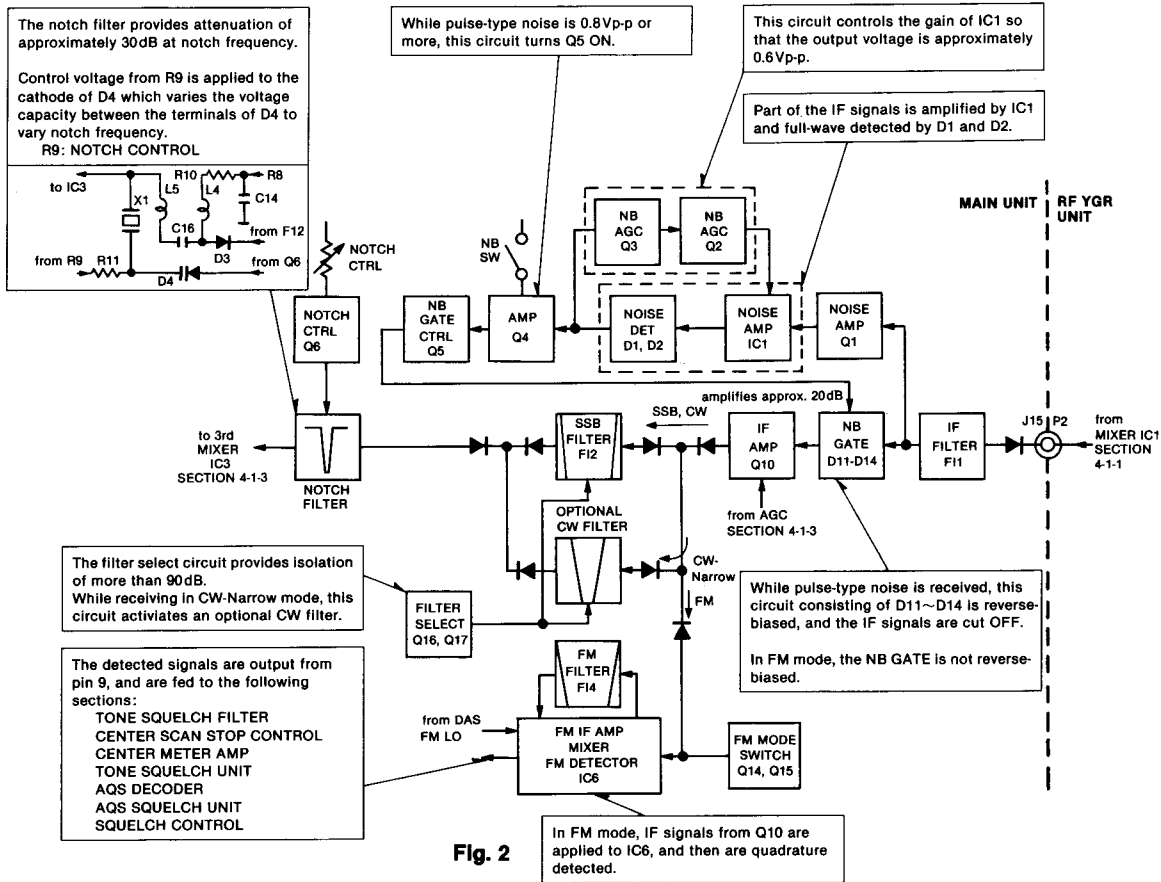 The notch filter provides attenuation of
approximately 30dB at notch frequency.
Control voltage from R9 is applied to the
cathode of D4 which varies the voltage
capacity between the terminals of D4 to
vary notch frequency.
R9: NOTCH CONTROL
to IC3
X1
L5
R10
L4
R8
C14
C16
from F12
D3
from R9
R11
D4
from Q6
While pulse-type noise is 0.8Vp-p or
more, this circuit turns Q5 ON.
This circuit controls the gain of IC1 so
that the output voltage is approximately
0.6Vp-p.
Part of the IF signals is amplified by IC1
and full-wave detected by D1 and D2.
MAIN UNIT
RF YGR
UNIT
NOTCH
CTRL
NB
SW
NB
AGC
Q3
NB
AGC
Q2
NOTCH
CTRL
Q6
NB
GATE
CTRL
Q5
AMP
Q4
NOISE
DET
D1, D2
NOISE
AMP
IC1
NOISE
AMP
Q1
amplifies approx. 20dB
SSB, CW
to 3rd
MIXER
IC3
SECTION 4-1-3
NOTCH
FILTER
SSB
FILTER
FI2
IF
AMP
Q10
NB
GATE
D11-D14
IF
FILTER
FI1
J15
P2
from
MIXER IC1
SECTION
4-1-1
from AGC
SECTION 4-1-3
OPTIONAL
CW FILTER
CW-
Narrow
FM
The filter select circuit provides isolation
of more than 90dB.
While receiving in CW-Narrow mode, this
circuit activiates an optional CW filter.
FILTER
SELECT
Q16, Q17
While pulse-type noise is received, this
circuit consisting of D11~D14 is reverse-
biased, and the IF signals are cut OFF.
In FM mode, the NB GATE is not reverse-
biased.
The detected signals are output from
pin 9, and are fed to the following
sections:
TONE SQUELCH FILTER
CENTER SCAN STOP CONTROL
CENTER METER AMP
TONE SQUELCH UNIT
AQS DECODER
AQS SQUELCH UNIT
SQUELCH CONTROL
FM
FILTER
FI4
from DAS
FM LO
FM IF AMP
MIXER
FM DETECTOR
IC6
FM MODE
SWITCH
Q14, Q15
In FM mode, IF signals from Q10 are
applied to IC6, and then are quadrature
detected.
Fig. 2